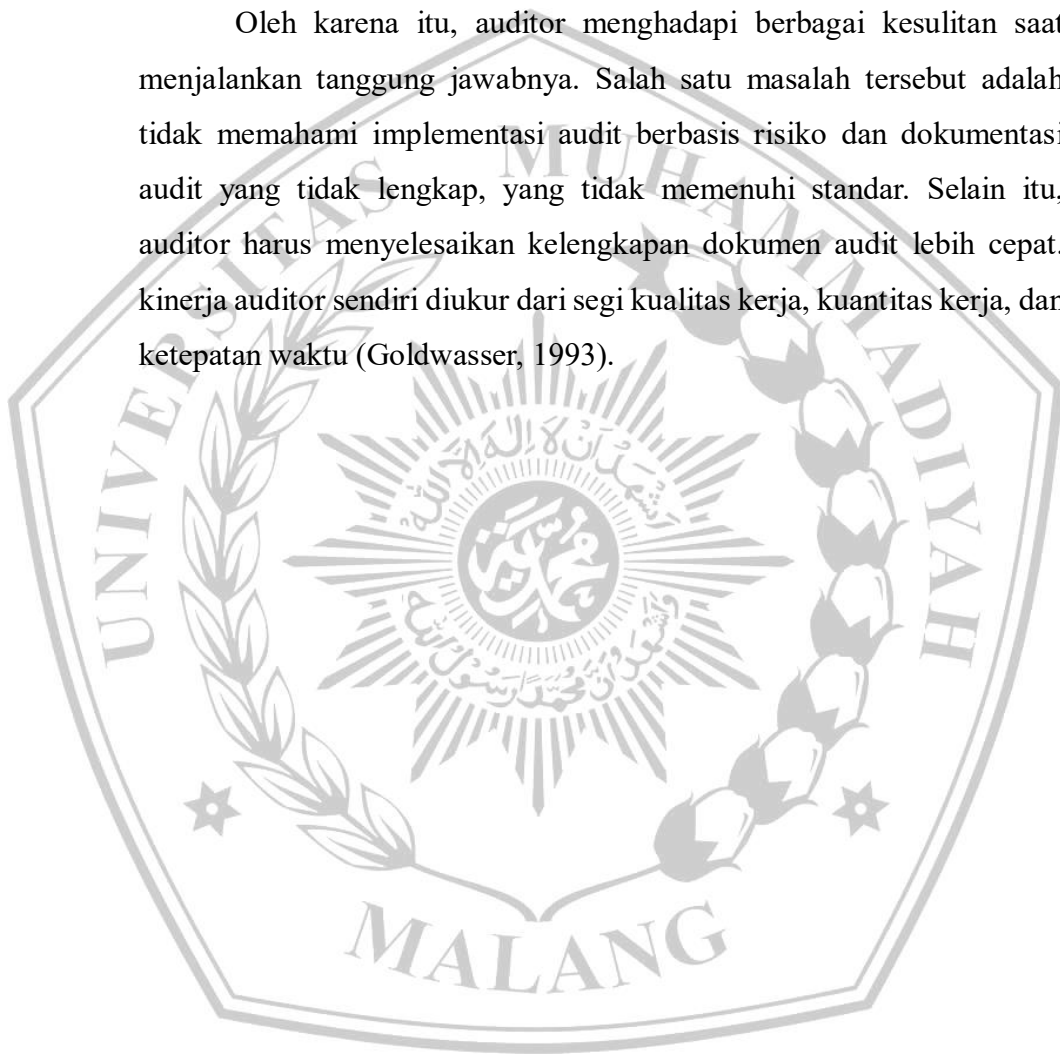 Oleh karena itu, auditor menghadapi berbagai kesulitan saat
menjalankan tanggung jawabnya. Salah satu masalah tersebut adalah
tidak memahami implementasi audit berbasis risiko dan dokumentasi
audit yang tidak lengkap, yang tidak memenuhi standar. Selain itu,
auditor harus menyelesaikan kelengkapan dokumen audit lebih cepat.
kinerja auditor sendiri diukur dari segi kualitas kerja, kuantitas kerja, dan
ketepatan waktu (Goldwasser, 1993).
UNIVERSITAS MUHAMMADIYAH
MALANG